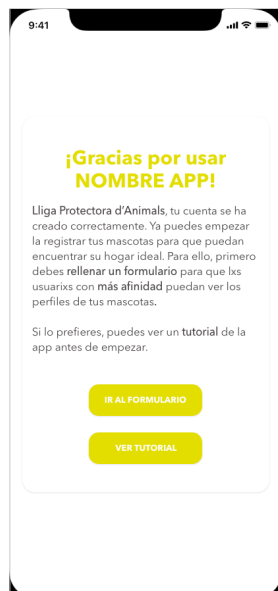 9:41
¡Gracias por usar
NOMBRE APP!
Lliga Protectora d’Animals, tu cuenta se ha
creado correctamente. Ya puedes empezar
la registrar tus mascotas para que puedan
encuentrar su hogar ideal. Para ello, primero
debes rellenar un formulario para que lxs
usuarixs con más afinidad puedan ver los
perfiles de tus mascotas.
Si lo prefieres, puedes ver un tutorial de la
app antes de empezar.
IR AL FORMULARIO
VER TUTORIAL